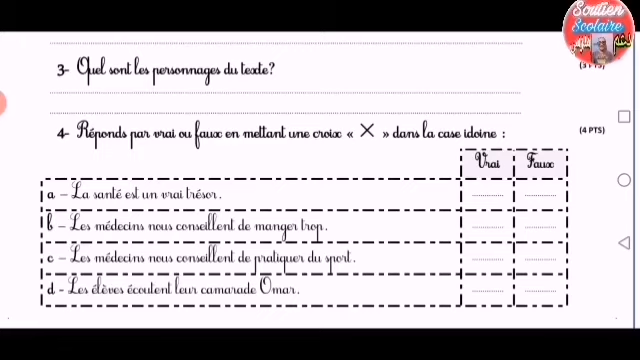 Soutien
Scolaire
3- Quel sont les personnages du texte?
4- Réponds par vrai ou faux en mettant une croix « X » dans la case idoine :
(4 PTS)
Vrai Faux
a - La santé est un vrai trésor.
b - Les médecins nous conseillent de manger trop.
c - Les médecins nous conseillent de pratiquer du sport.
d - Les élèves écoutent leur camarade Omar.